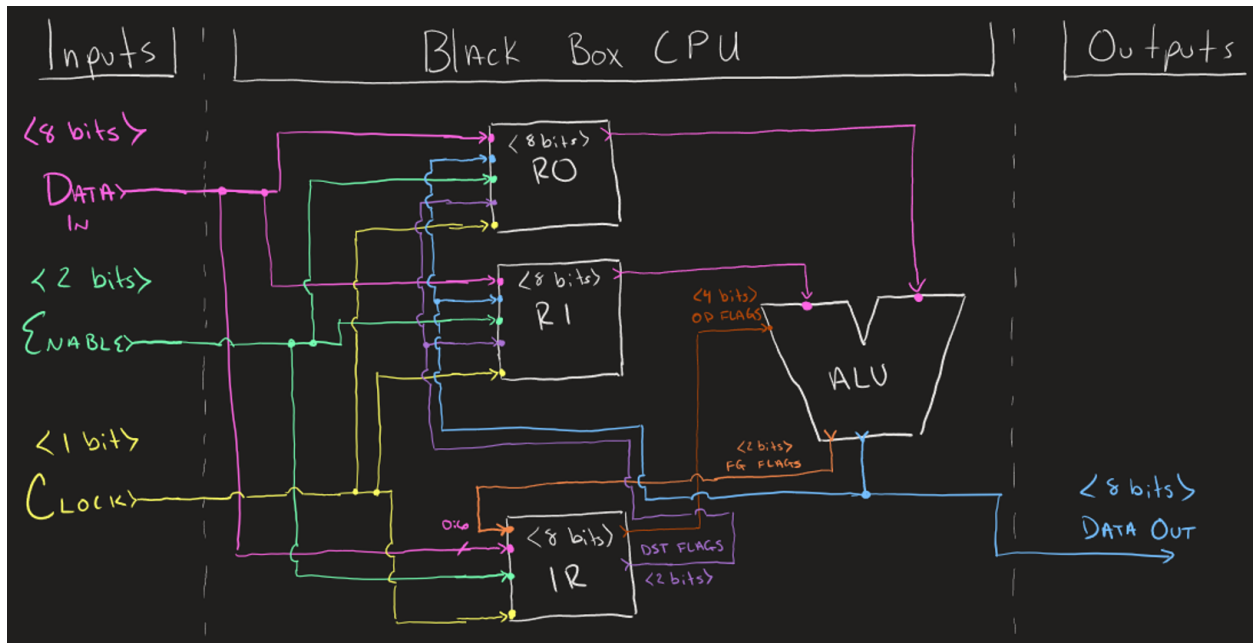 Inputs
Black Box CPU
Outputs
<8 bits>
DATA
IN
<2 bits>
ENABLE
<1 bit>
CLOCK
<8 bits>
R0
<8 bits>
R1
<4 bits>
OP FLAGS
ALU
<2 bits>
FG FLAGS
0:6
<8 bits>
IR
DST FLAGS
<2 bits>
<8 bits>
DATA OUT